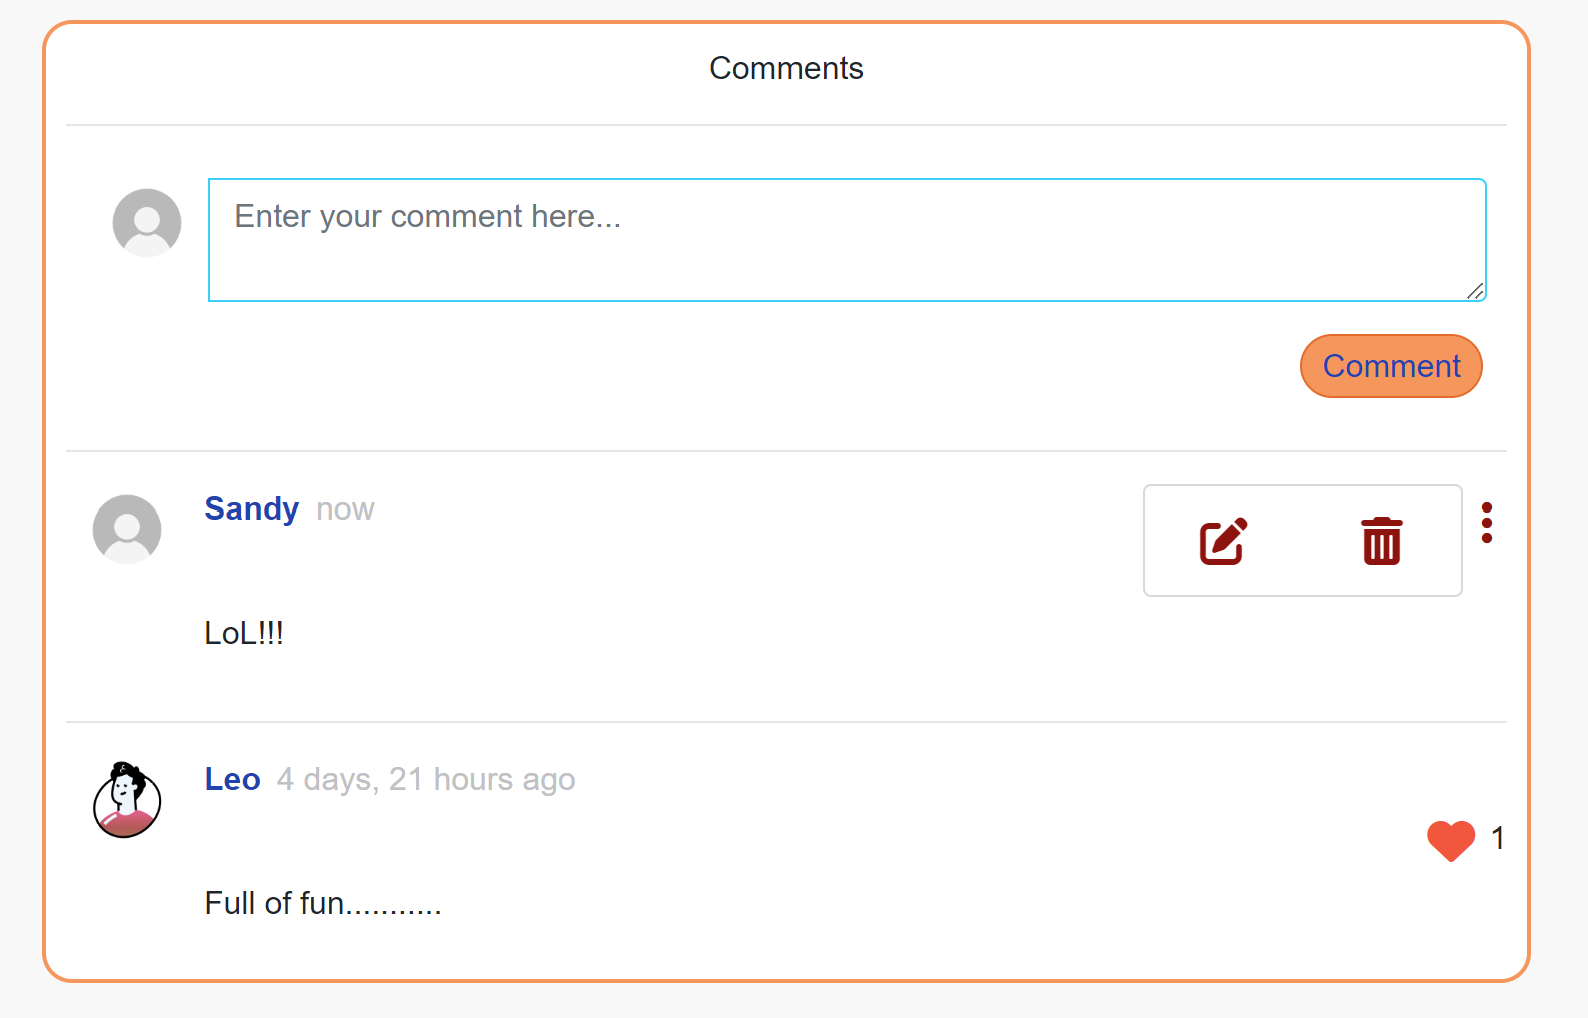 Comments
Enter your comment here...
Comment
Sandy now
LoL!!!
Leo 4 days, 21 hours ago
1
Full of fun...........